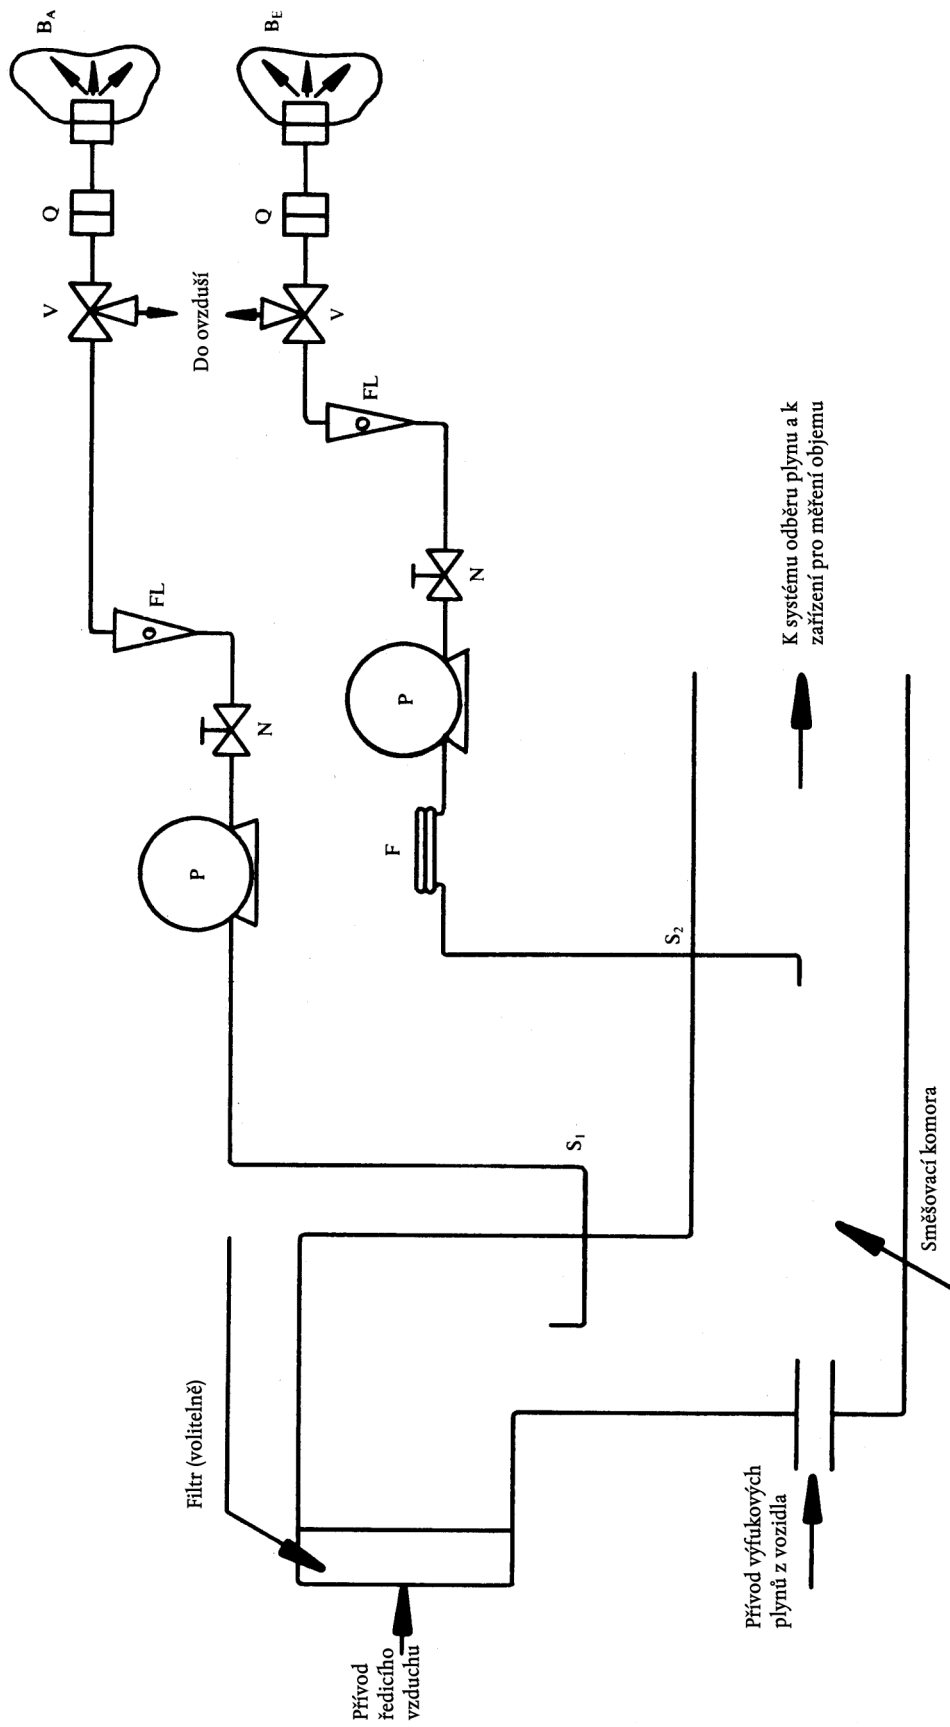 B_A
Q
V
B_E
Q
V
Do ovzduší
FL
FL
N
P
N
P
F
S_1
S_2
K systému odběru plynu a k
zařízení pro měření objemu
Filtr (volitelně)
Směšovací komora
Přívod
ředicího
vzduchu
Přívod výfukových
plynů z vozidla